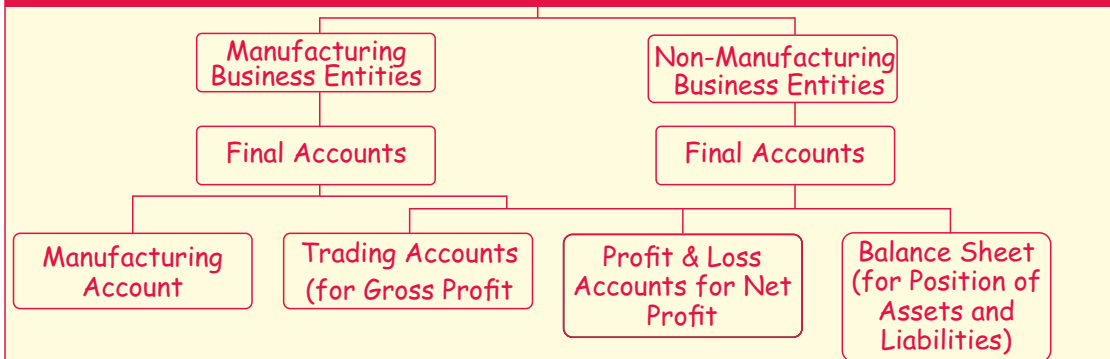 Manufacturing
Business Entities
Non-Manufacturing
Business Entities
Final Accounts
Final Accounts
Manufacturing
Account
Trading Accounts
(for Gross Profit
Profit & Loss
Accounts for Net
Profit
Balance Sheet
(for Position of
Assets and
Liabilities)